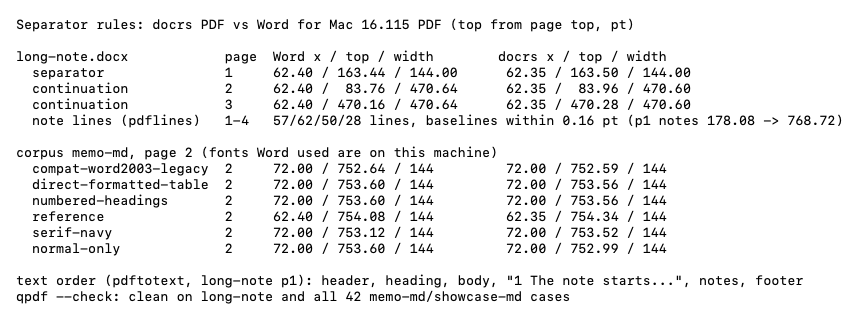 Separator rules: docrs PDF vs Word for Mac 16.115 PDF (top from page top, pt)
long-note.docx page Word x / top / width docrs x / top / width
separator 1 62.40 / 163.44 / 144.00 62.35 / 163.50 / 144.00
continuation 2 62.40 / 83.76 / 470.64 62.35 / 83.96 / 470.60
continuation 3 62.40 / 470.16 / 470.64 62.35 / 470.28 / 470.60
note lines (pdflines) 1-4 57/62/50/28 lines, baselines within 0.16 pt (p1 notes 178.08 -> 768.72)
corpus memo-md, page 2 (fonts Word used are on this machine)
compat-word2003-legacy 2 72.00 / 752.64 / 144 72.00 / 752.59 / 144
direct-formatted-table 2 72.00 / 753.60 / 144 72.00 / 753.56 / 144
numbered-headings 2 72.00 / 753.60 / 144 72.00 / 753.56 / 144
reference 2 62.40 / 754.08 / 144 62.35 / 754.34 / 144
serif-navy 2 72.00 / 753.12 / 144 72.00 / 753.52 / 144
normal-only 2 72.00 / 753.60 / 144 72.00 / 752.99 / 144
text order (pdftotext, long-note p1): header, heading, body, "1 The note starts...", notes, footer
qpdf --check: clean on long-note and all 42 memo-md/showcase-md cases